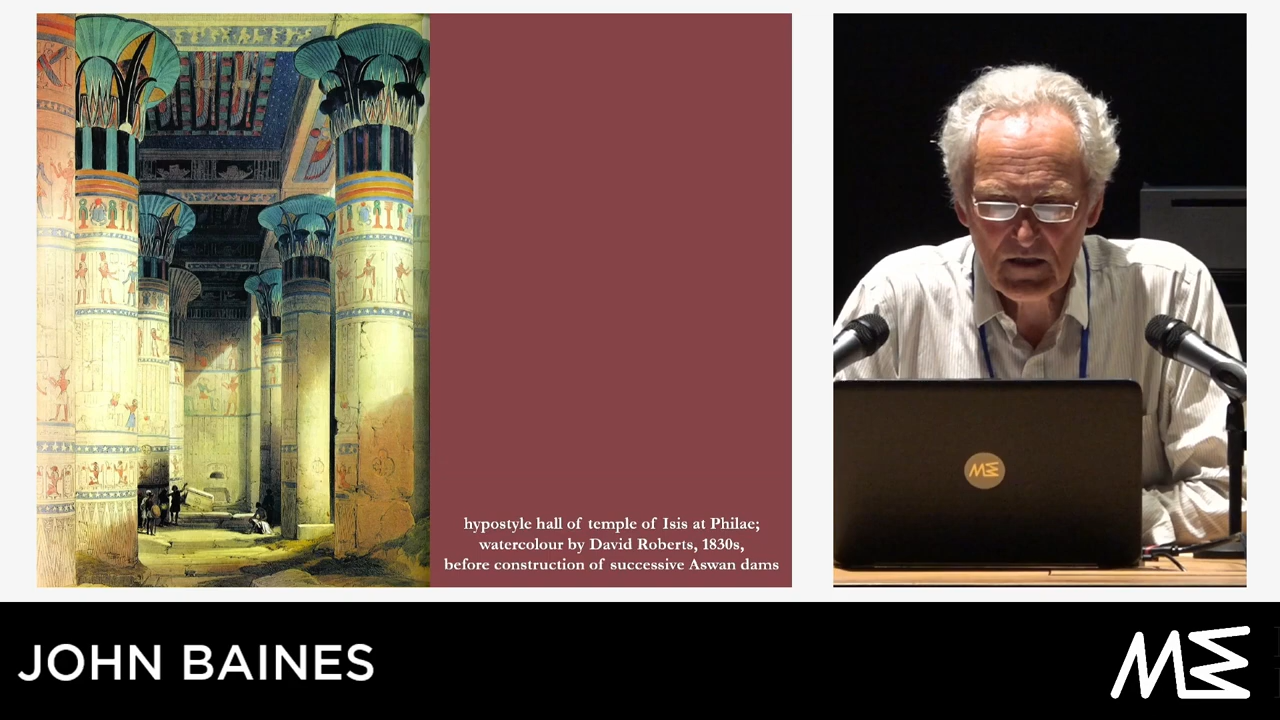 hypostyle hall of temple of Isis at Philae;
watercolour by David Roberts, 1830s,
before construction of successive Aswan dams
ME
JOHN BAINES
ME